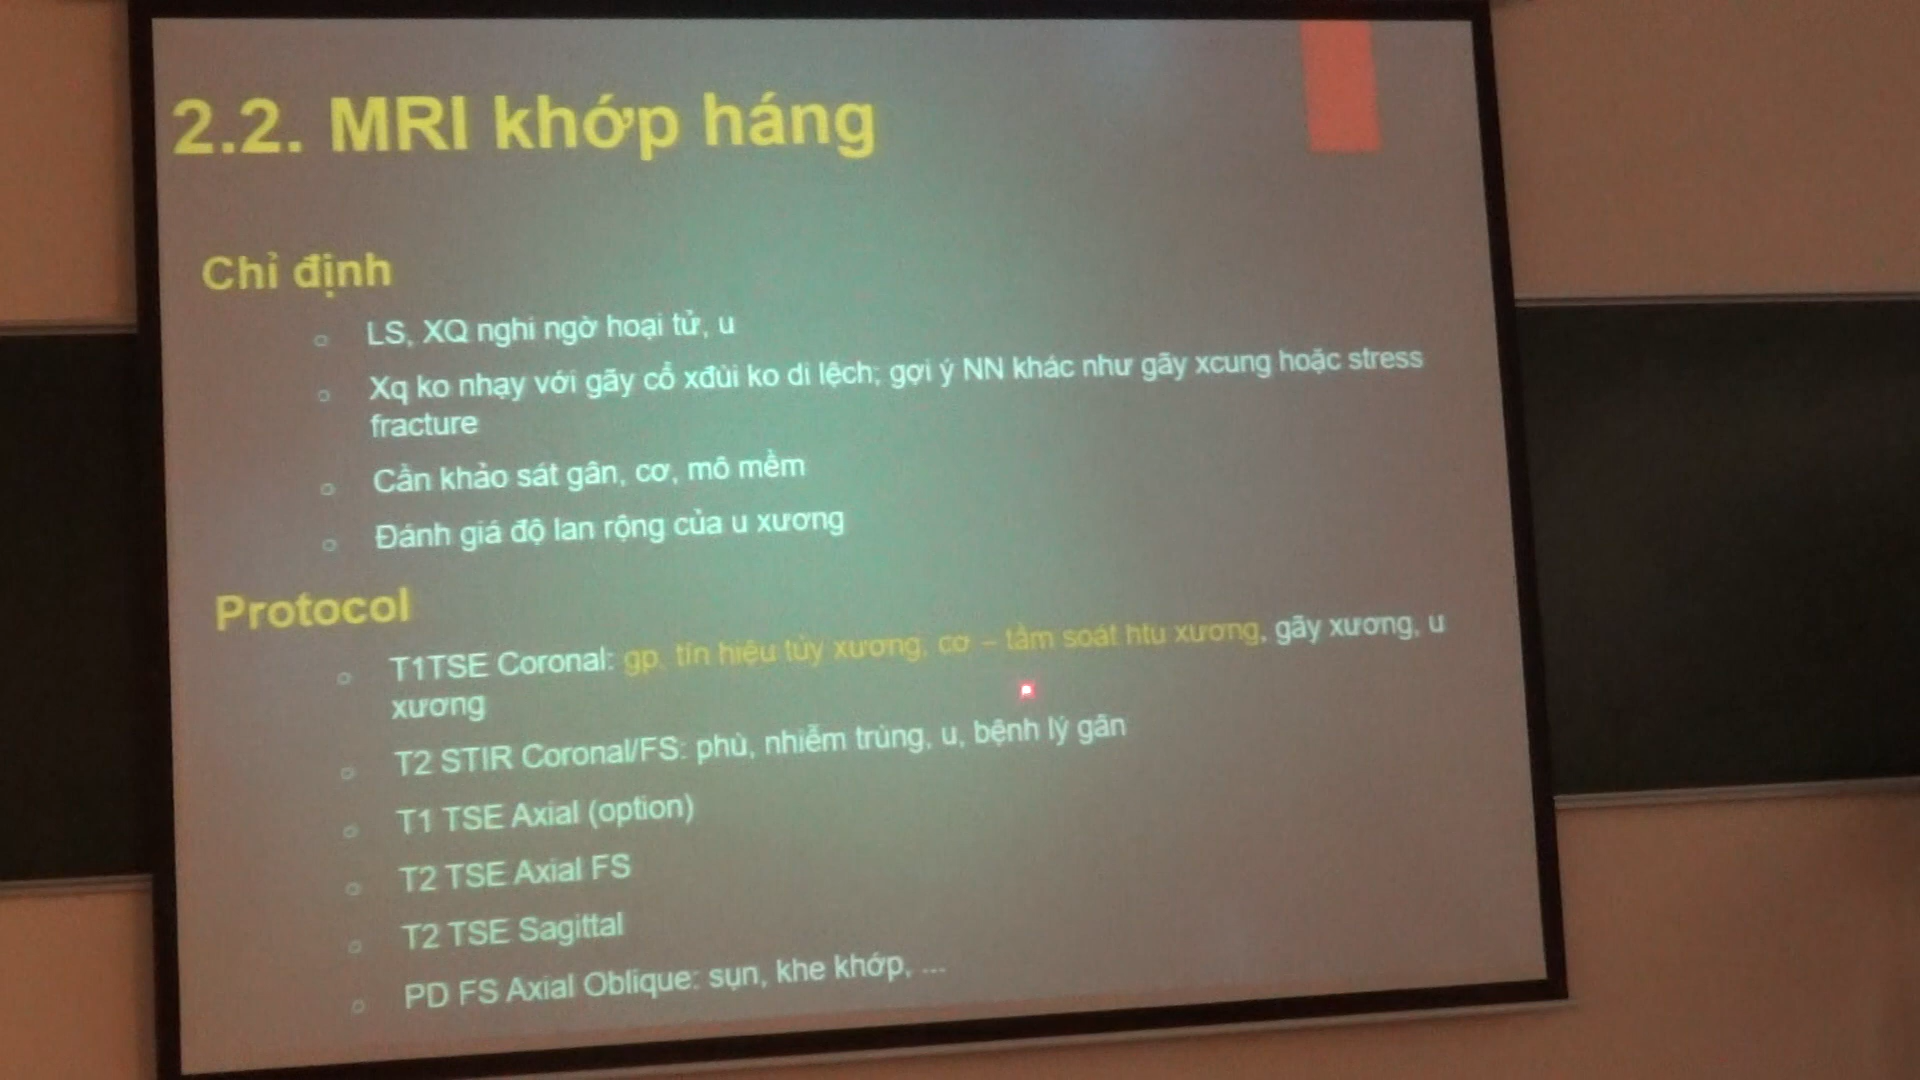 2.2. MRI khớp háng
Chỉ định
LS, XQ nghi ngờ hoại tử, u
Xq ko nhạy với gãy cổ xđùi ko di lệch; gợi ý NN khác như gãy xcung hoặc stress
fracture
Cần khảo sát gân, cơ, mô mềm
Đánh giá độ lan rộng của u xương
Protocol
T1TSE Coronal: gp, tín hiệu tủy xương, cơ – tầm soát htu xương, gãy xương, u
xương
T2 STIR Coronal/FS: phù, nhiễm trùng, u, bệnh lý gân
T1 TSE Axial (option)
T2 TSE Axial FS
T2 TSE Sagittal
PD FS Axial Oblique: sụn, khe khớp, ...